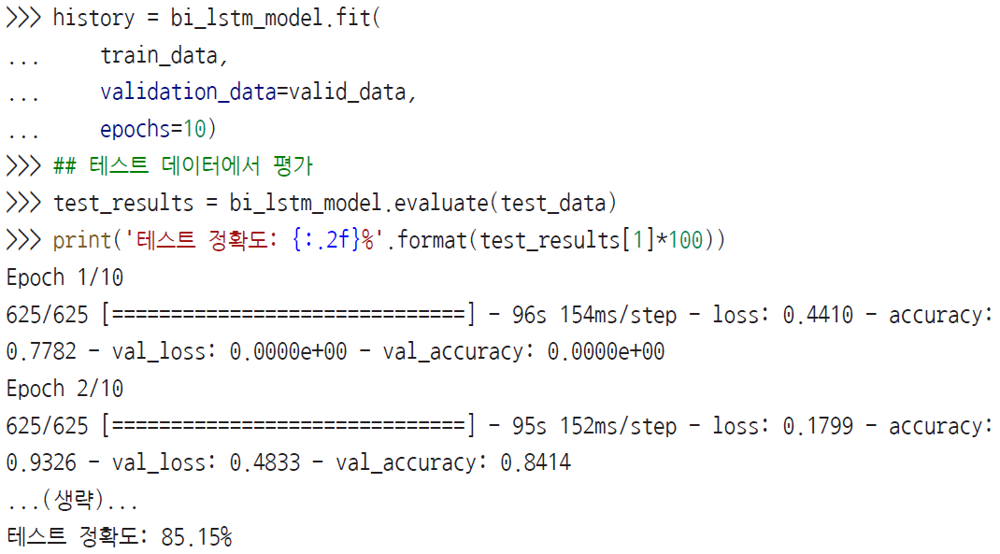 >>> history = bi_lstm_model.fit(
...     train_data,
...     validation_data=valid_data,
...     epochs=10)
>>> ## 테스트 데이터에서 평가
>>> test_results = bi_lstm_model.evaluate(test_data)
>>> print('테스트 정확도: {:.2f}%'.format(test_results[1]*100))
Epoch 1/10
625/625 [==============================] - 96s 154ms/step - loss: 0.4410 - accuracy:
0.7782 - val_loss: 0.0000e+00 - val_accuracy: 0.0000e+00
Epoch 2/10
625/625 [==============================] - 95s 152ms/step - loss: 0.1799 - accuracy:
0.9326 - val_loss: 0.4833 - val_accuracy: 0.8414
...(생략)...
테스트 정확도: 85.15%